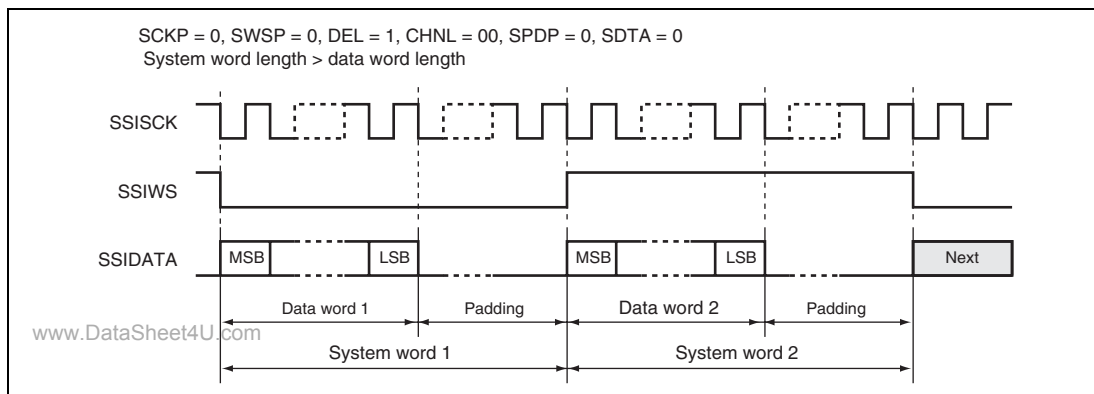 SCKP = 0, SWSP = 0, DEL = 1, CHNL = 00, SPDP = 0, SDTA = 0
System word length > data word length
SSISCK
SSIWS
SSIDATA
MSB
LSB
MSB
LSB
Next
Data word 1
Padding
Data word 2
Padding
www.DataSheet4U.com
System word 1
System word 2